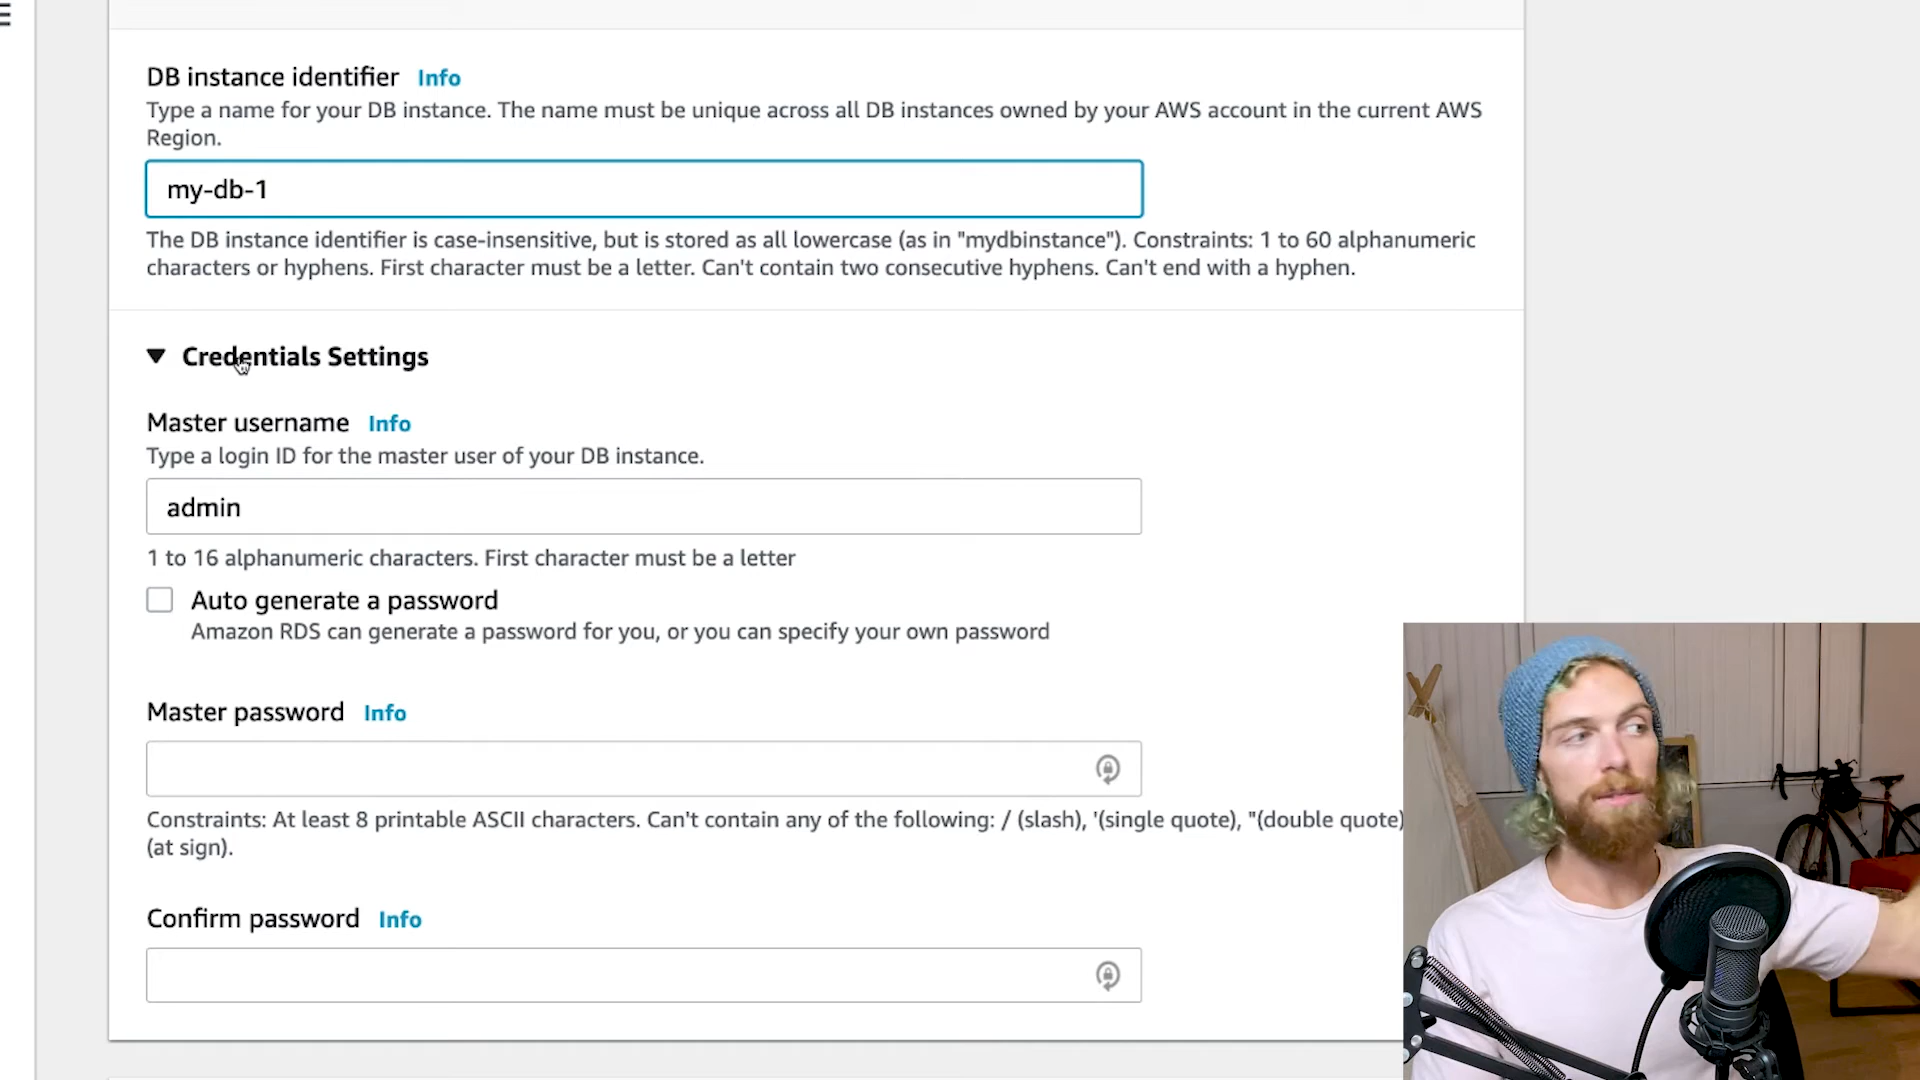 DB instance identifier Info
Type a name for your DB instance. The name must be unique across all DB instances owned by your AWS account in the current AWS
Region.
my-db-1
The DB instance identifier is case-insensitive, but is stored as all lowercase (as in "mydbinstance"). Constraints: 1 to 60 alphanumeric
characters or hyphens. First character must be a letter. Can't contain two consecutive hyphens. Can't end with a hyphen.
Credentials Settings
Master username Info
Type a login ID for the master user of your DB instance.
admin
1 to 16 alphanumeric characters. First character must be a letter
Auto generate a password
Amazon RDS can generate a password for you, or you can specify your own password
Master password Info
Constraints: At least 8 printable ASCII characters. Can't contain any of the following: / (slash), '(single quote), "(double quote)
(at sign).
Confirm password Info